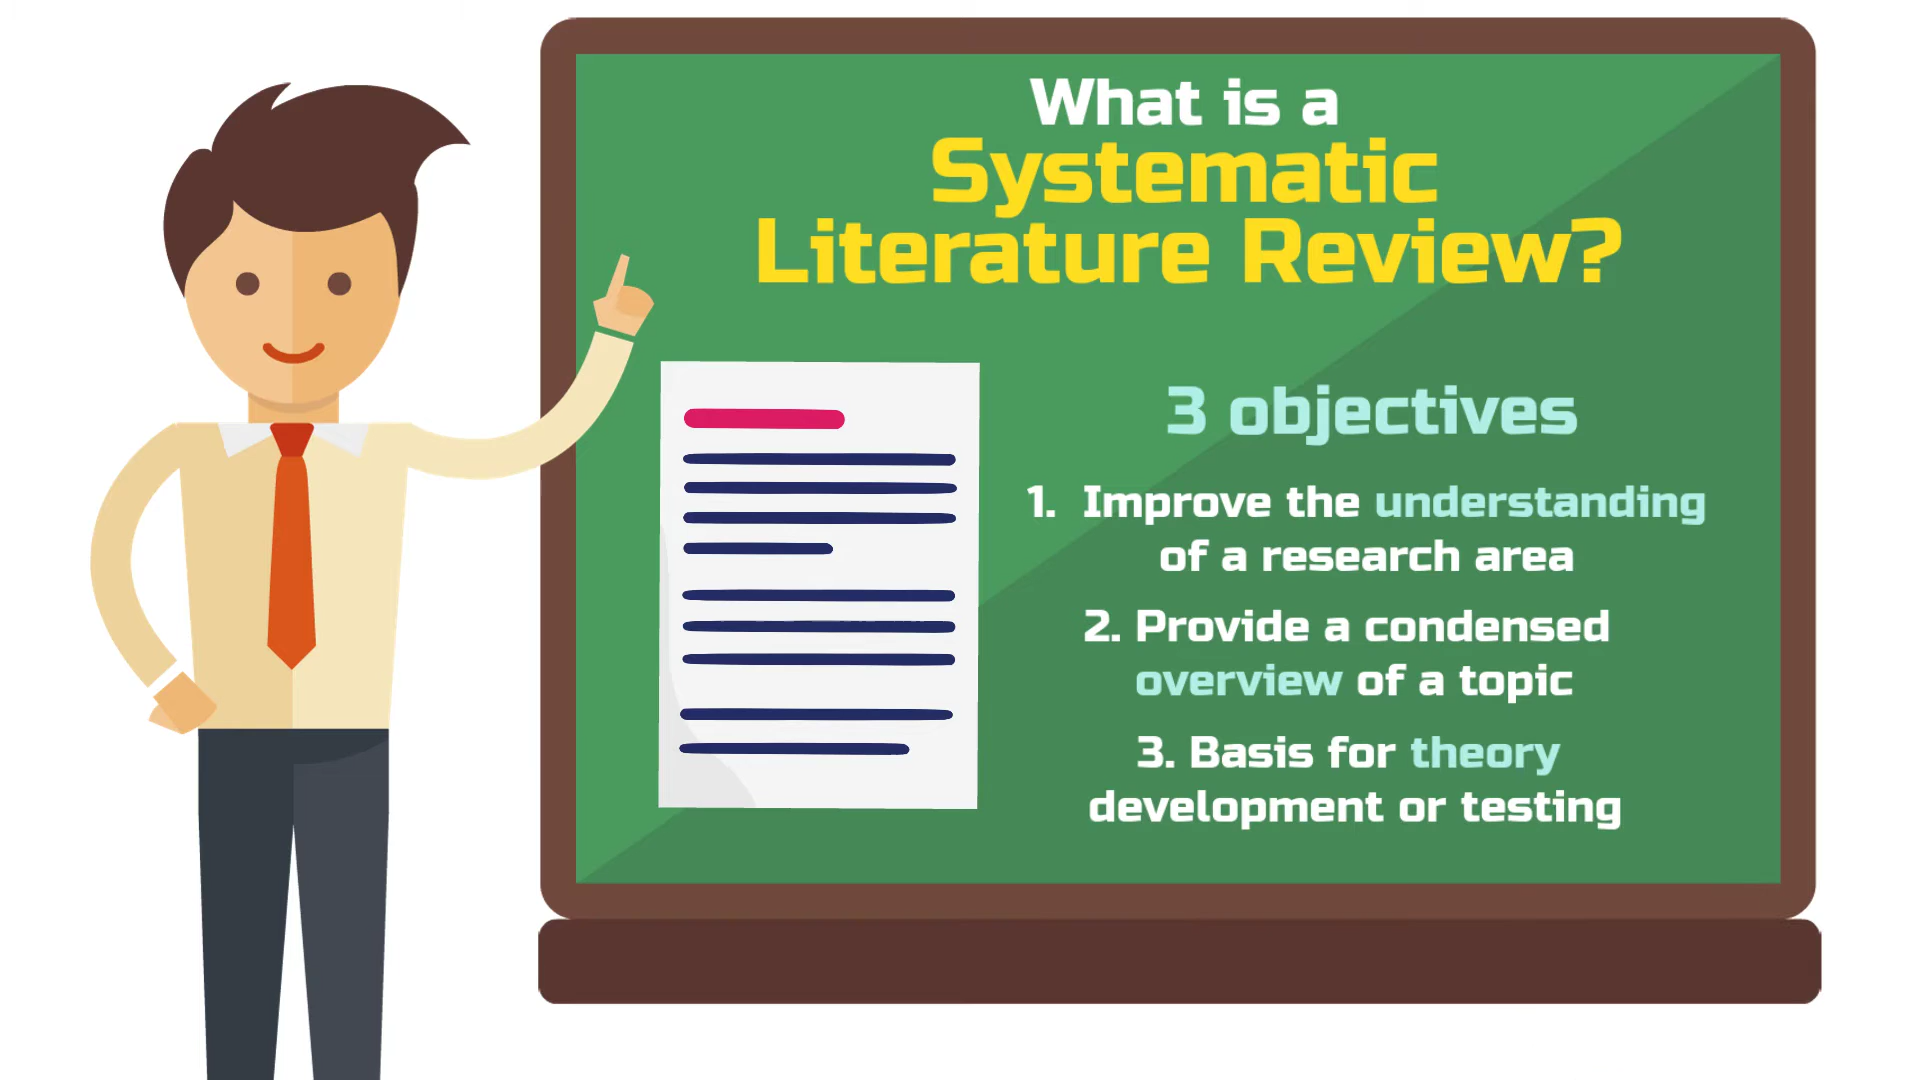 What is a
Systematic
Literature Review?
3 objectives
1. Improve the understanding
of a research area
2. Provide a condensed
overview of a topic
3. Basis for theory
development or testing